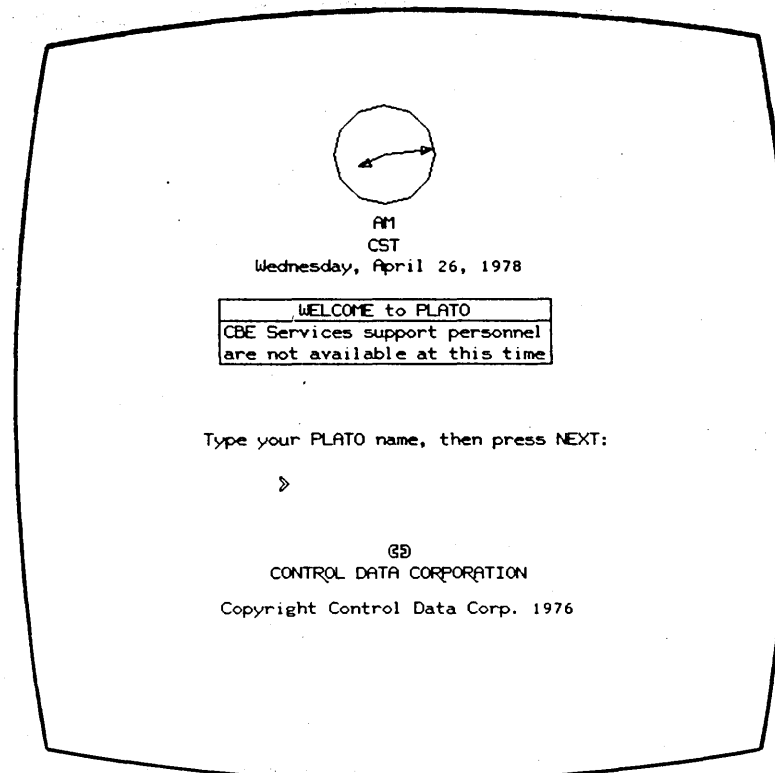 AM
CST
Wednesday, April 26, 1978
WELCOME to PLATO
CBE Services support personnel
are not available at this time
Type your PLATO name, then press NEXT:
>
CONTROL DATA CORPORATION
Copyright Control Data Corp. 1976